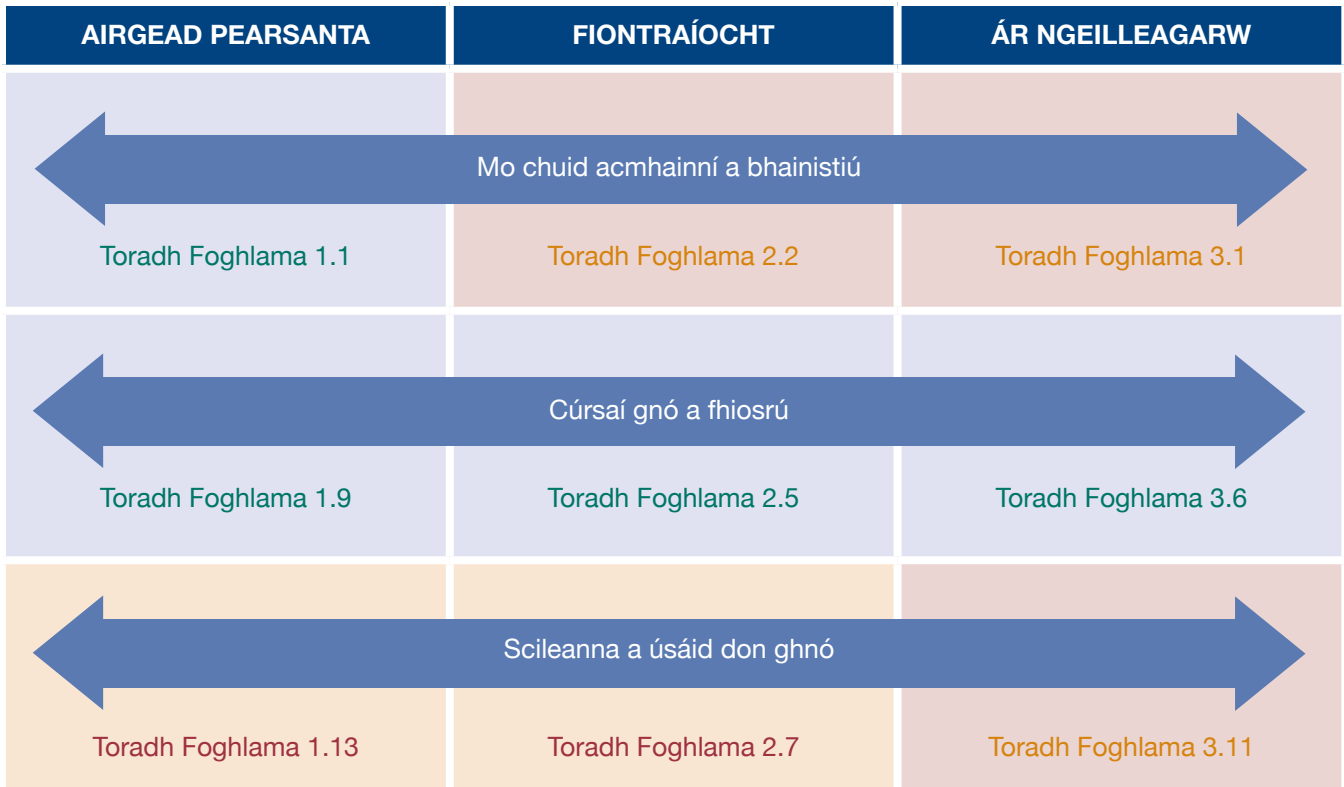 AIRGEAD PEARSANTA
FIONTRAÍOCHT
ÁR NGEILLEAGARW
Mo chuid acmhainní a bhainistiú
Toradh Foghlama 1.1
Toradh Foghlama 2.2
Toradh Foghlama 3.1
Cúrsaí gnó a fhiosrú
Toradh Foghlama 1.9
Toradh Foghlama 2.5
Toradh Foghlama 3.6
Scileanna a úsáid don ghnó
Toradh Foghlama 1.13
Toradh Foghlama 2.7
Toradh Foghlama 3.11